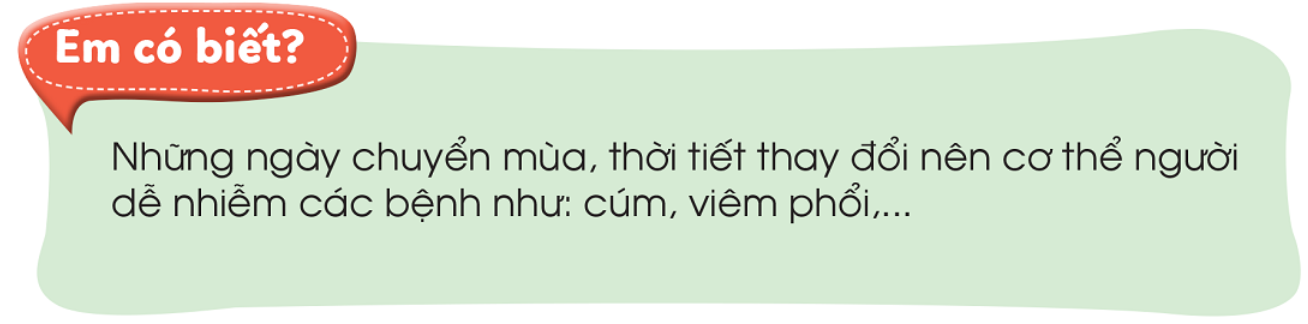 Em có biết?
Những ngày chuyển mùa, thời tiết thay đổi nên cơ thể người
dễ nhiễm các bệnh như: cúm, viêm phổi,...